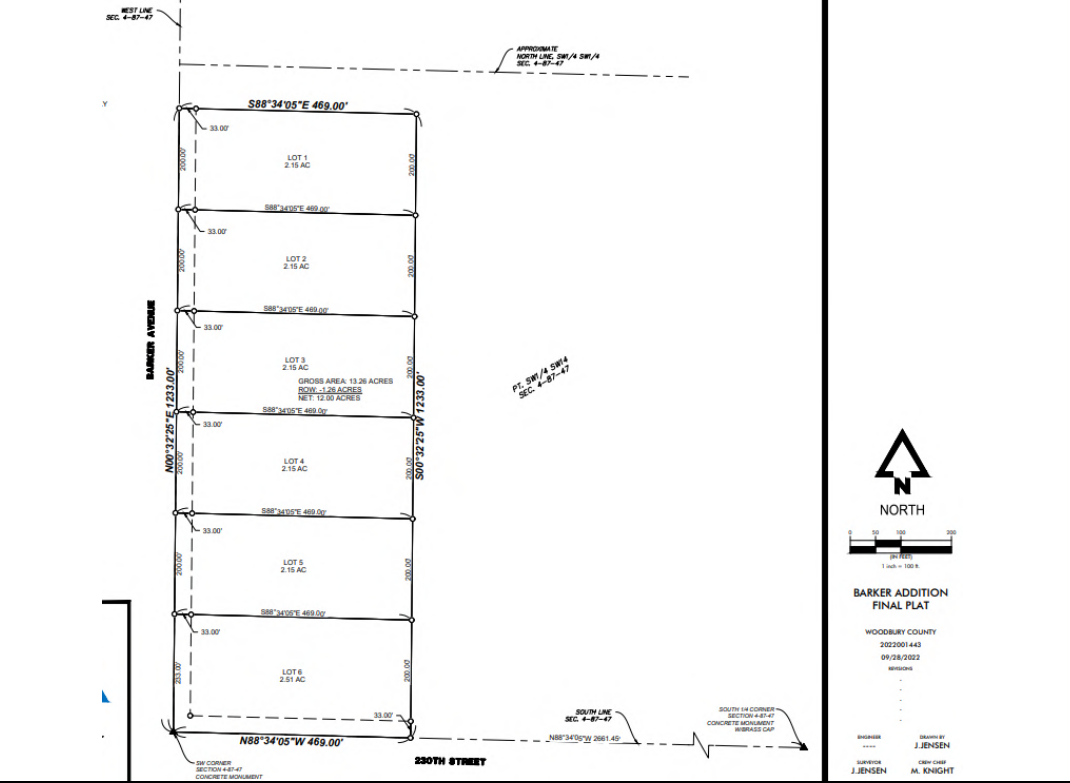 WEST LINE
SEC. 4-87-47
APPROXIMATE
NORTH LINE, SW1/4 SW1/4
SEC. 4-87-47
Y
S88°34'05"E 469.00'
33.00'
200.00'
LOT 1
2.15 AC
200.00'
S88°34'05"E 469.00'
33.00'
200.00'
LOT 2
2.15 AC
200.00'
S88°34'05"E 469.00'
33.00'
BARKER AVENUE
200.00'
LOT 3
2.15 AC
200.00'
GROSS AREA: 13.26 ACRES
ROW: -1.26 ACRES
NET: 12.00 ACRES
PT. SW1/4 SW14
SEC. 4-87-47
N00°32'25"E 1233.00'
S00°32'25"W 1233.00'
S88°34'05"E 469.00'
33.00'
200.00'
LOT 4
2.15 AC
200.00'
S88°34'05"E 469.00'
33.00'
200.00'
LOT 5
2.15 AC
200.00'
S88°34'05"E 469.00'
33.00'
233.00'
LOT 6
2.51 AC
200.00'
33.00'
N88°34'05"W 469.00'
SW CORNER
SECTION 4-87-47
CONCRETE MONUMENT
230TH STREET
SOUTH LINE
SEC. 4-87-47
N88°34'05"W 2661.45'
SOUTH 1/4 CORNER
SECTION 4-87-47
CONCRETE MONUMENT
W/BRASS CAP
N
NORTH
0 50 100 200
(IN FEET)
1 inch = 100 ft.
BARKER ADDITION
FINAL PLAT
WOODBURY COUNTY
2022001443
09/28/2022
REVISIONS
-
-
-
-
-
ENGINEER
----
DRAWN BY
J.JENSEN
SURVEYOR
J.JENSEN
CREW CHIEF
M. KNIGHT